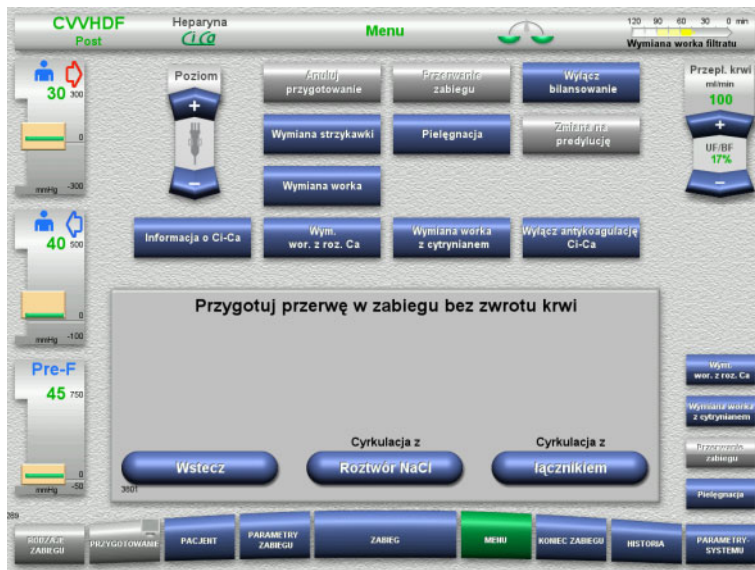 CVVHDF
Post
Heparyna
CiCa
Menu
120 90 60 30 0 min
Wymiana worka filtratu
30 300
0
mmHg -300
40 500
0
mmHg -100
Pre-F
45 750
0
mmHg -50
Poziom
+
−
Anuluj
przygotowanie
Przerwanie
zabiegu
Wyłącz
bilansowanie
Wymiana strzykawki
Pielęgnacja
Zmiana na
predylucję
Wymiana worka
Informacja o Ci-Ca
Wym.
wor. z roz. Ca
Wymiana worka
z cytrynianem
Wyłącz antykoagulację
Ci-Ca
Przepł. krwi
ml/min
100
+
UF/BF
17%
−
Przygotuj przerwę w zabiegu bez zwrotu krwi
Wstecz
Cyrkulacja z
Roztwór NaCl
Cyrkulacja z
łącznikiem
3801
Wym.
wor. z roz. Ca
Wymiana worka
z cytrynianem
Przerwanie
zabiegu
Pielęgnacja
289
RODZAJE
ZABIEGU
PRZYGOTOWANIE
PACJENT
PARAMETRY
ZABIEGU
ZABIEG
MENU
KONIEC ZABIEGU
HISTORIA
PARAMETRY-
SYSTEMU